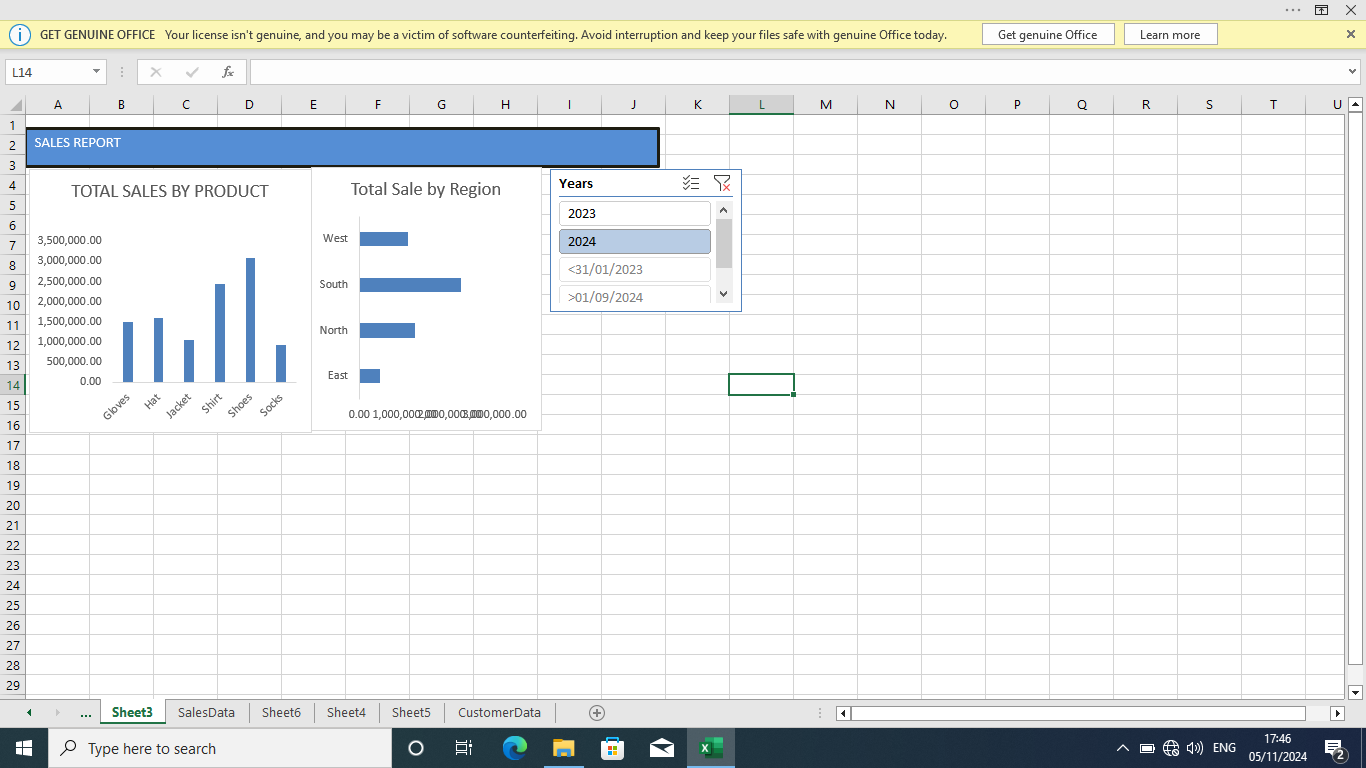 GET GENUINE OFFICE Your license isn't genuine, and you may be a victim of software counterfeiting. Avoid interruption and keep your files safe with genuine Office today. Get genuine Office Learn more
L14 fx
A B C D E F G H I J K L M N O P Q R S T U
1
2
3
4
5
6
7
8
9
10
11
12
13
14
15
16
17
18
19
20
21
22
23
24
25
26
27
28
29
SALES REPORT
TOTAL SALES BY PRODUCT
3,500,000.00
3,000,000.00
2,500,000.00
2,000,000.00
1,500,000.00
1,000,000.00
500,000.00
0.00
Gloves Hat Jacket Shirt Shoes Socks
Total Sale by Region
West
South
North
East
0.00 1,000,000.00 2,000,000.00 3,000,000.00
Years
2023
2024
<31/01/2023
>01/09/2024
... Sheet3 SalesData Sheet6 Sheet4 Sheet5 CustomerData
Type here to search
ENG
17:46
05/11/2024
2